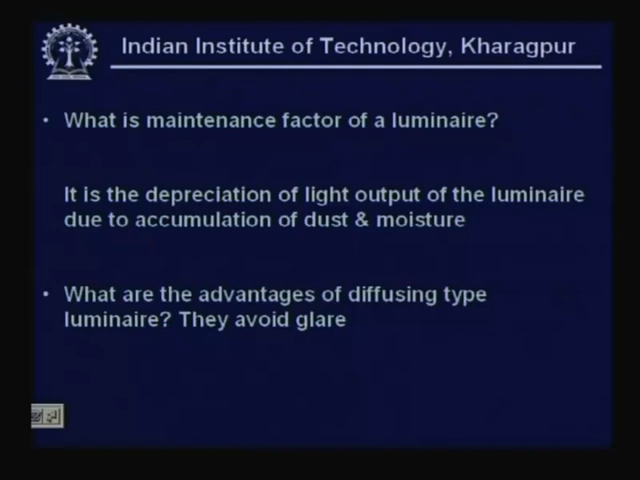 Indian Institute of Technology, Kharagpur
• What is maintenance factor of a luminaire?
It is the depreciation of light output of the luminaire
due to accumulation of dust & moisture
• What are the advantages of diffusing type
luminaire? They avoid glare